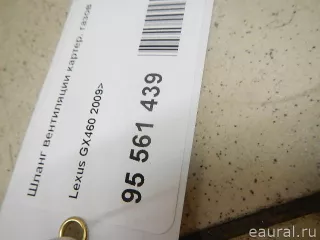 Шланг вентиляции картер. газов
Lexus GX460 2009>
95 561 439
eaural.ru